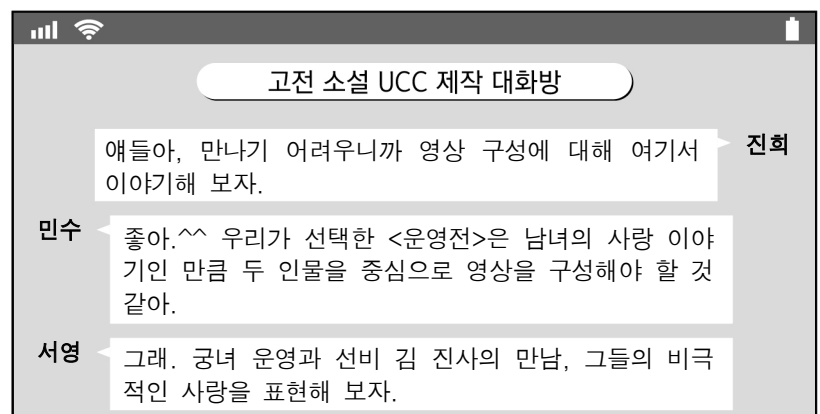 고전 소설 UCC 제작 대화방
얘들아, 만나기 어려우니까 영상 구성에 대해 여기서
진희
이야기해 보자.
민수
좋아.^^ 우리가 선택한 <운영전>은 남녀의 사랑 이야
기인 만큼 두 인물을 중심으로 영상을 구성해야 할 것
같아.
서영
그래. 궁녀 운영과 선비 김 진사의 만남, 그들의 비극
적인 사랑을 표현해 보자.